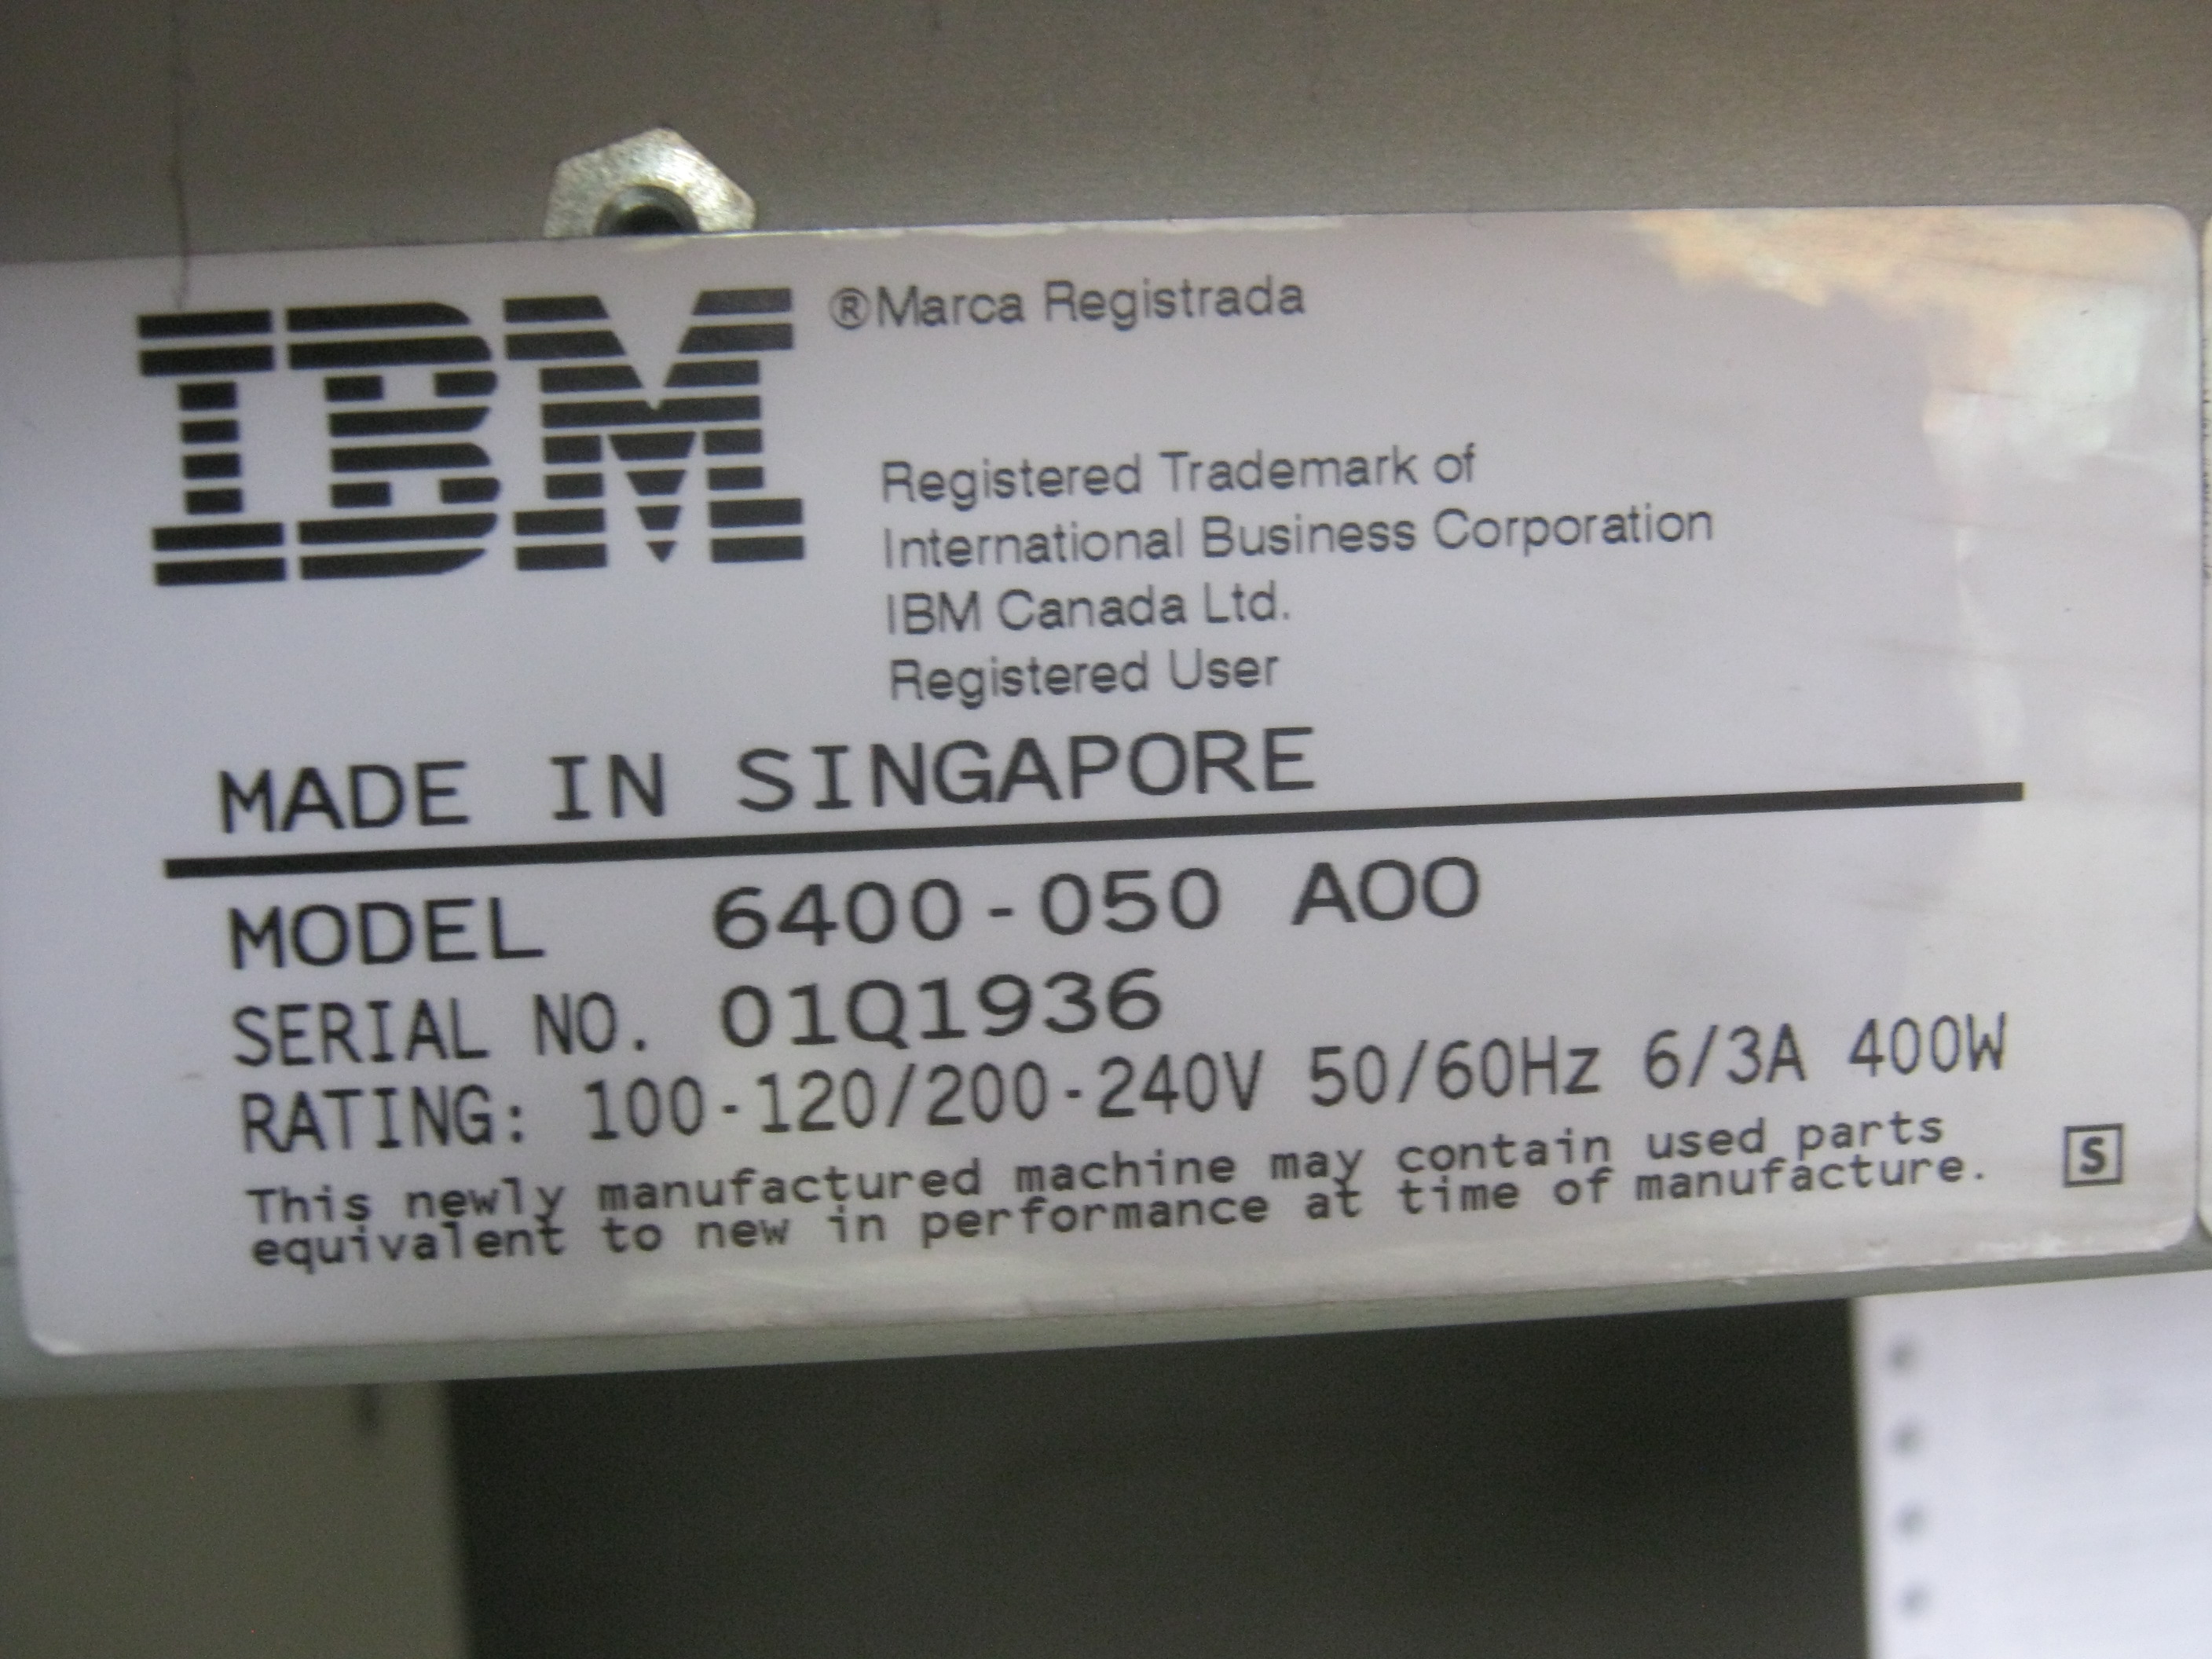 IBM ®Marca Registrada
Registered Trademark of
International Business Corporation
IBM Canada Ltd.
Registered User
MADE IN SINGAPORE
MODEL 6400-050 A00
SERIAL NO. 01Q1936
RATING: 100-120/200-240V 50/60Hz 6/3A 400W
This newly manufactured machine may contain used parts
equivalent to new in performance at time of manufacture.
S